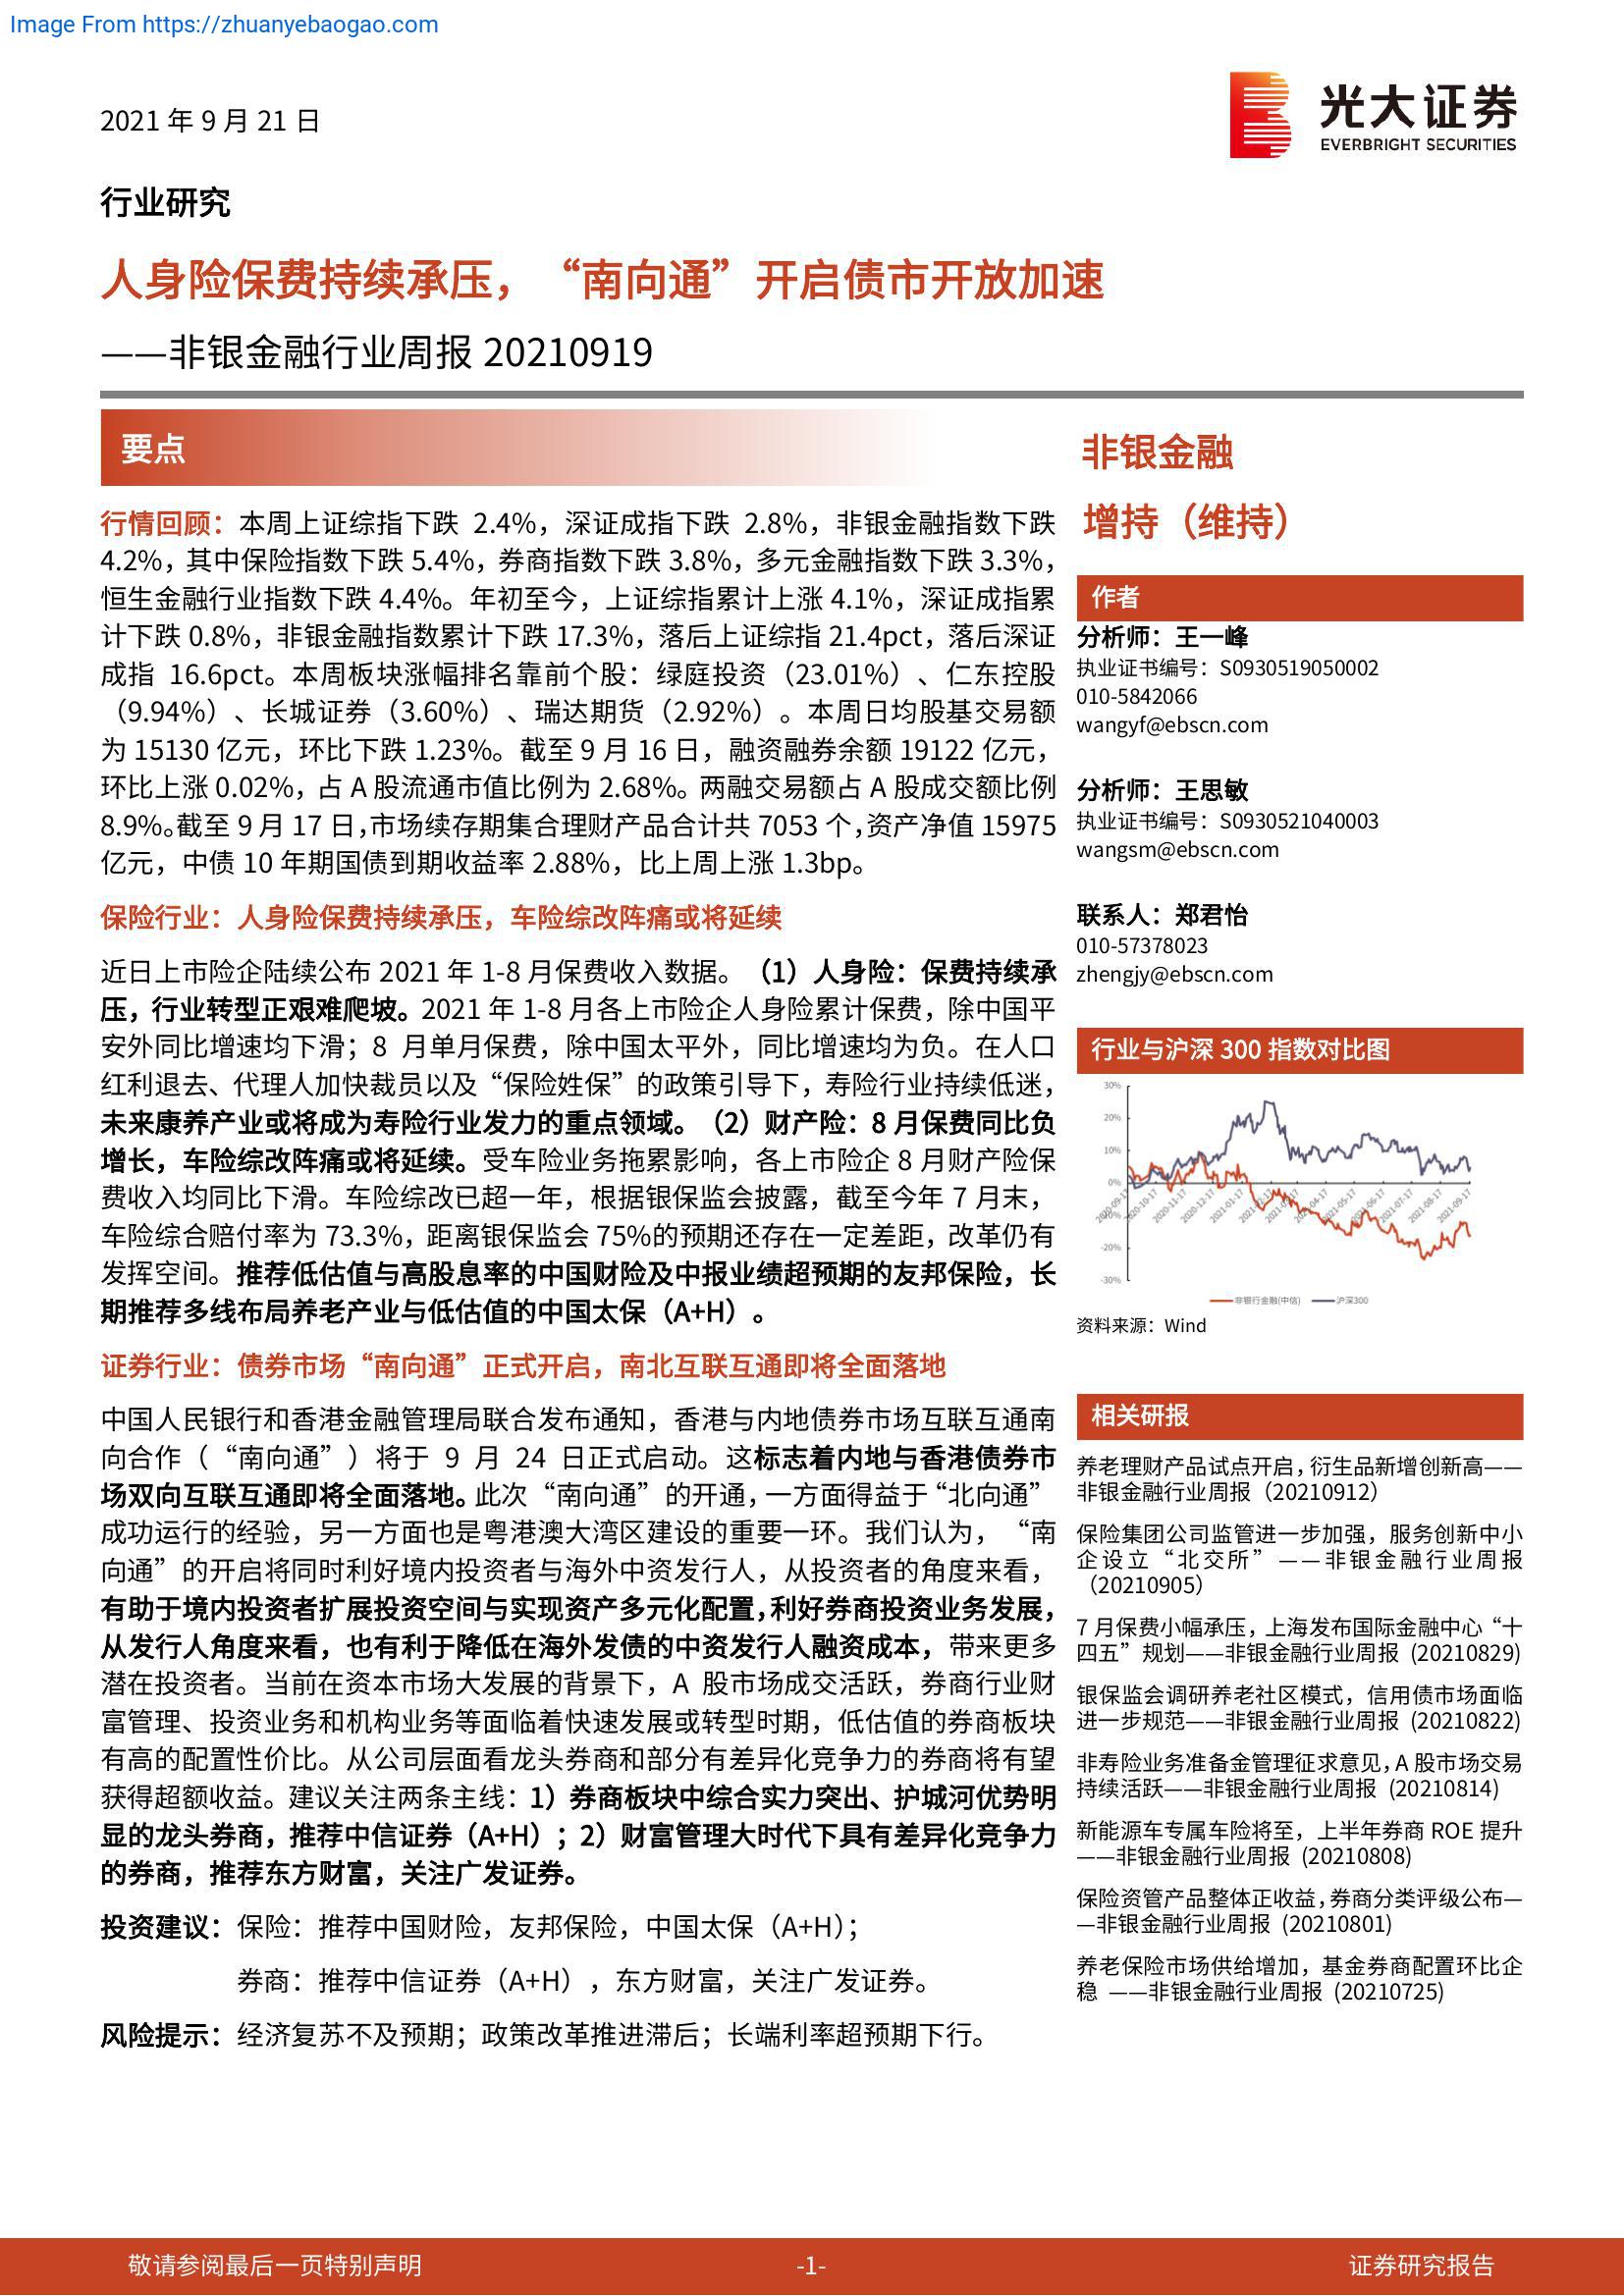 Image From https://zhuanyebaogao.com
2021 年 9 月 21 日
光大证券
EVERBRIGHT SECURITIES
行业研究
人身险保费持续承压，“南向通”开启债市开放加速
——非银金融行业周报 20210919
要点
行情回顾：本周上证综指下跌 2.4%，深证成指下跌 2.8%，非银金融指数下跌
4.2%，其中保险指数下跌 5.4%，券商指数下跌 3.8%，多元金融指数下跌 3.3%，
恒生金融行业指数下跌 4.4%。年初至今，上证综指累计上涨 4.1%，深证成指累
计下跌 0.8%，非银金融指数累计下跌 17.3%，落后上证综指 21.4pct，落后深证
成指 16.6pct。本周板块涨幅排名靠前个股：绿庭投资（23.01%）、仁东控股
（9.94%）、长城证券（3.60%）、瑞达期货（2.92%）。本周日均股基交易额
为 15130 亿元，环比下跌 1.23%。截至 9 月 16 日，融资融券余额 19122 亿元，
环比上涨 0.02%，占 A 股流通市值比例为 2.68%。两融交易额占 A 股成交额比例
8.9%。截至 9 月 17 日，市场续存期集合理财产品合计共 7053 个，资产净值 15975
亿元，中债 10 年期国债到期收益率 2.88%，比上周上涨 1.3bp。
保险行业：人身险保费持续承压，车险综改阵痛或将延续
近日上市险企陆续公布 2021 年 1-8 月保费收入数据。（1）人身险：保费持续承
压，行业转型正艰难爬坡。2021 年 1-8 月各上市险企人身险累计保费，除中国平
安外同比增速均下滑；8 月单月保费，除中国太平外，同比增速均为负。在人口
红利退去、代理人加快裁员以及“保险姓保”的政策引导下，寿险行业持续低迷，
未来康养产业或将成为寿险行业发力的重点领域。（2）财产险：8 月保费同比负
增长，车险综改阵痛或将延续。受车险业务拖累影响，各上市险企 8 月财产险保
费收入均同比下滑。车险综改已超一年，根据银保监会披露，截至今年 7 月末，
车险综合赔付率为 73.3%，距离银保监会 75%的预期还存在一定差距，改革仍有
发挥空间。推荐低估值与高股息率的中国财险及中报业绩超预期的友邦保险，长
期推荐多线布局养老产业与低估值的中国太保（A+H）。
证券行业：债券市场“南向通”正式开启，南北互联互通即将全面落地
中国人民银行和香港金融管理局联合发布通知，香港与内地债券市场互联互通南
向合作（“南向通”）将于 9 月 24 日正式启动。这标志着内地与香港债券市
场双向互联互通即将全面落地。此次“南向通”的开通，一方面得益于“北向通”
成功运行的经验，另一方面也是粤港澳大湾区建设的重要一环。我们认为，“南
向通”的开启将同时利好境内投资者与海外中资发行人，从投资者的角度来看，
有助于境内投资者扩展投资空间与实现资产多元化配置，利好券商投资业务发展，
从发行人角度来看，也有利于降低在海外发债的中资发行人融资成本，带来更多
潜在投资者。当前在资本市场大发展的背景下，A 股市场成交活跃，券商行业财
富管理、投资业务和机构业务等面临着快速发展或转型时期，低估值的券商板块
有高的配置性价比。从公司层面看龙头券商和部分有差异化竞争力的券商将有望
获得超额收益。建议关注两条主线：1）券商板块中综合实力突出、护城河优势明
显的龙头券商，推荐中信证券（A+H）；2）财富管理大时代下具有差异化竞争力
的券商，推荐东方财富，关注广发证券。
投资建议：保险：推荐中国财险，友邦保险，中国太保（A+H）；
券商：推荐中信证券（A+H），东方财富，关注广发证券。
风险提示：经济复苏不及预期；政策改革推进滞后；长端利率超预期下行。
非银金融
增持（维持）
作者
分析师：王一峰
执业证书编号：S0930519050002
010-5842066
wangyf@ebscn.com
分析师：王思敏
执业证书编号：S0930521040003
wangsm@ebscn.com
联系人：郑君怡
010-57378023
zhengjy@ebscn.com
行业与沪深 300 指数对比图
30%
20%
10%
0%
-10%
-20%
-30%
2020-09-17
2020-10-17
2020-11-17
2020-12-17
2021-01-17
2021-02-17
2021-03-17
2021-04-17
2021-05-17
2021-06-17
2021-07-17
2021-08-17
2021-09-17
非银行金融(中信) 沪深300
资料来源：Wind
相关研报
养老理财产品试点开启，衍生品新增创新高——
非银金融行业周报（20210912）
保险集团公司监管进一步加强，服务创新中小
企设立“北交所”——非银金融行业周报
（20210905）
7 月保费小幅承压，上海发布国际金融中心“十
四五”规划——非银金融行业周报 (20210829)
银保监会调研养老社区模式，信用债市场面临
进一步规范——非银金融行业周报 (20210822)
非寿险业务准备金管理征求意见，A 股市场交易
持续活跃——非银金融行业周报 (20210814)
新能源车专属车险将至，上半年券商 ROE 提升
——非银金融行业周报 (20210808)
保险资管产品整体正收益，券商分类评级公布—
—非银金融行业周报 (20210801)
养老保险市场供给增加，基金券商配置环比企
稳 ——非银金融行业周报 (20210725)
敬请参阅最后一页特别声明
-1-
证券研究报告